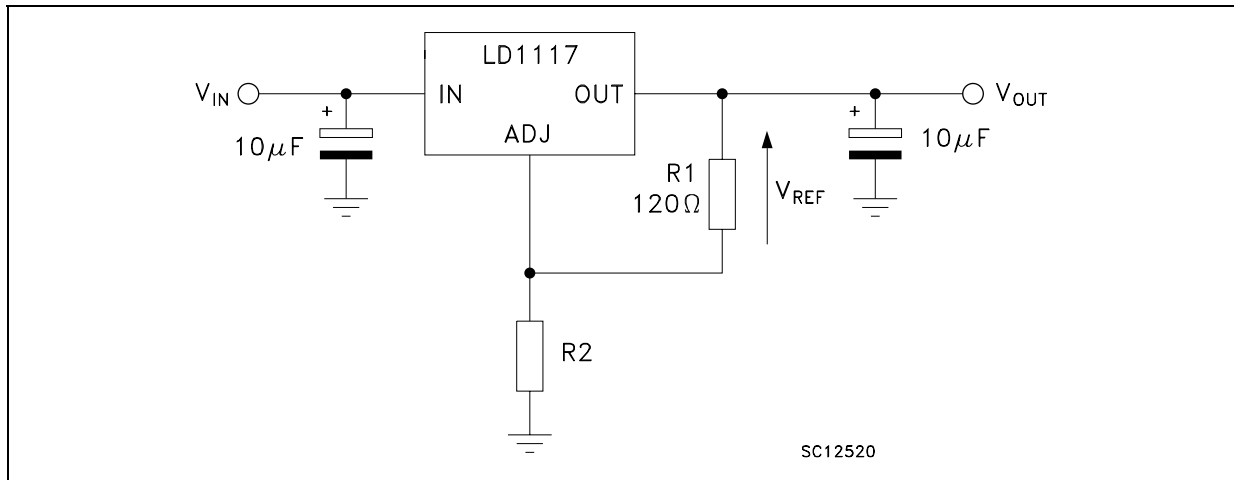 LD1117
V_IN
IN
OUT
V_OUT
+
10μF
ADJ
+
10μF
R1
120Ω
V_REF
R2
SC12520